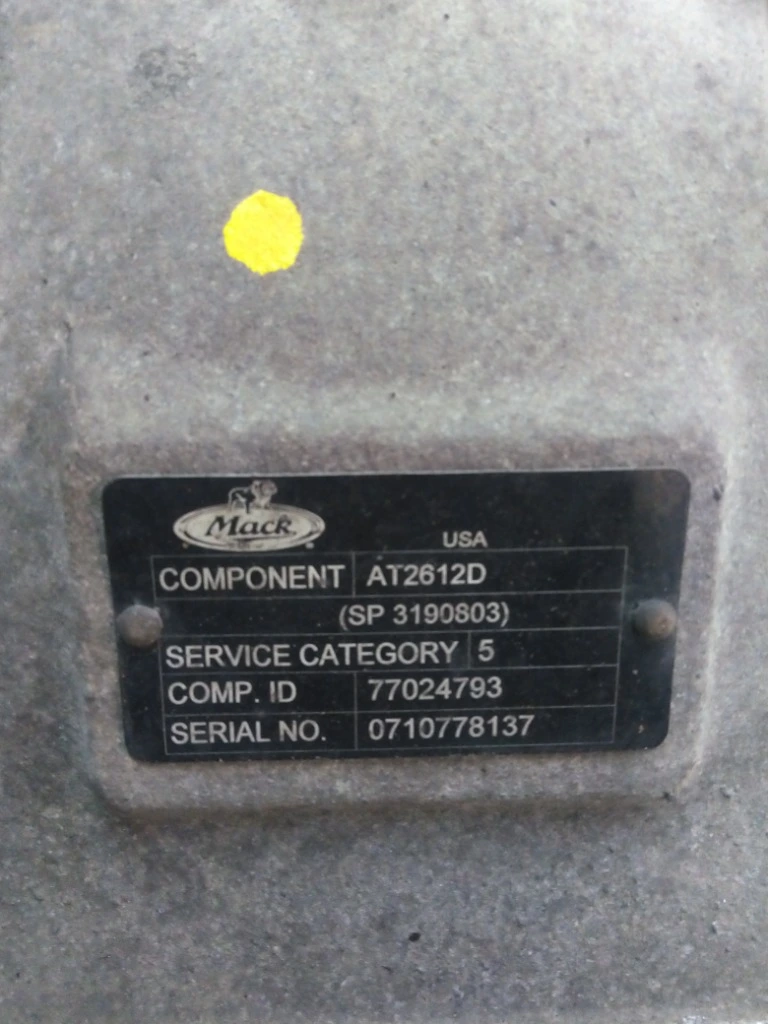 Mack
USA
COMPONENT AT2612D
(SP 3190803)
SERVICE CATEGORY 5
COMP. ID 77024793
SERIAL NO. 0710778137